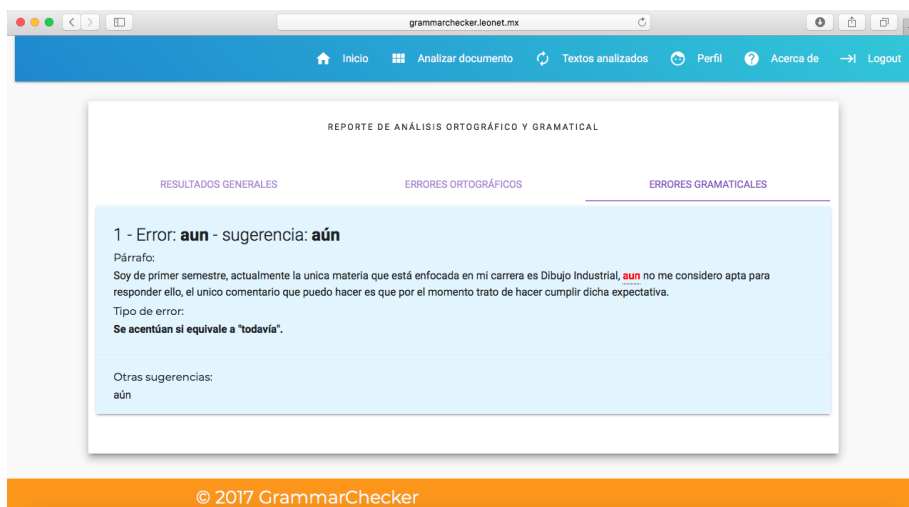 grammarchecker.leonet.mx
Inicio Analizar documento Textos analizados Perfil ? Acerca de Logout
REPORTE DE ANÁLISIS ORTOGRÁFICO Y GRAMATICAL
RESULTADOS GENERALES ERRORES ORTOGRÁFICOS ERRORES GRAMATICALES
1 - Error: aun - sugerencia: aún
Párrafo:
Soy de primer semestre, actualmente la unica materia que está enfocada en mi carrera es Dibujo Industrial, aun no me considero apta para
responder ello, el unico comentario que puedo hacer es que por el momento trato de hacer cumplir dicha expectativa.
Tipo de error:
Se acentúan si equivale a "todavía".
Otras sugerencias:
aún
© 2017 GrammarChecker